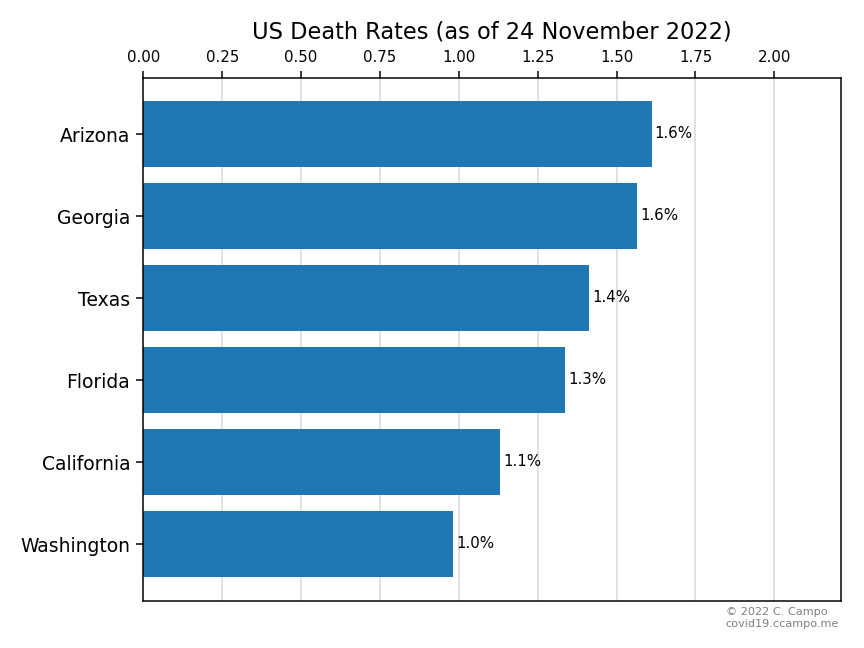 US Death Rates (as of 24 November 2022)
0.00 0.25 0.50 0.75 1.00 1.25 1.50 1.75 2.00
Arizona 1.6%
Georgia 1.6%
Texas 1.4%
Florida 1.3%
California 1.1%
Washington 1.0%
© 2022 C. Campo
covid19.ccampo.me